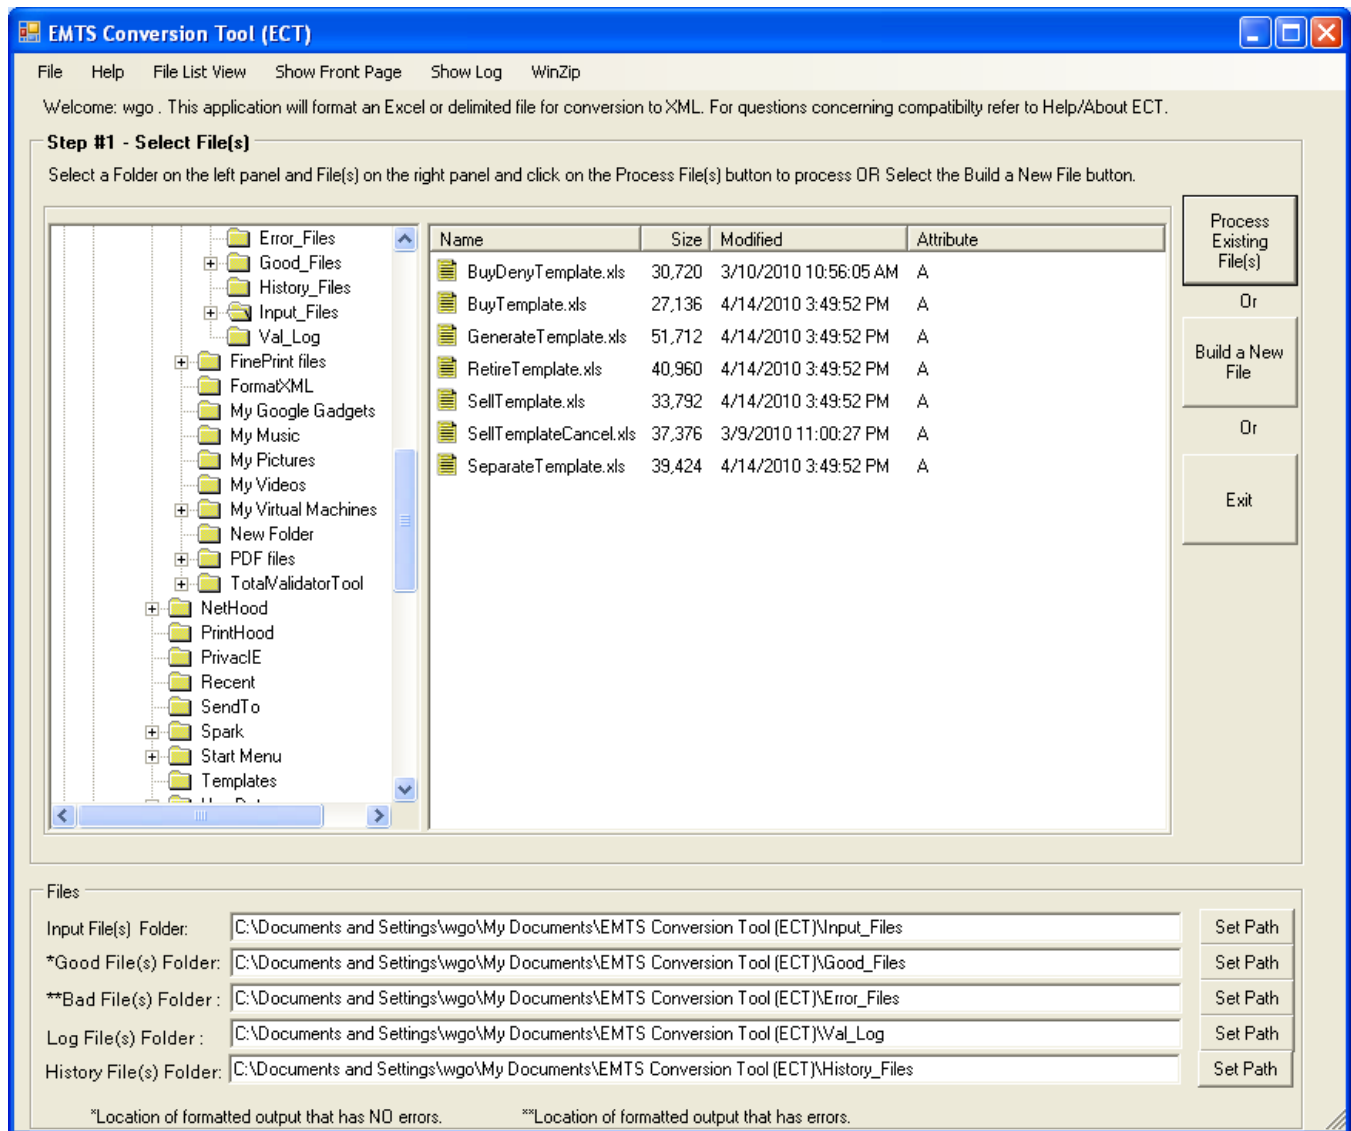 EMTS Conversion Tool (ECT)
File Help File List View Show Front Page Show Log WinZip
Welcome: wgo . This application will format an Excel or delimited file for conversion to XML. For questions concerning compatibilty refer to Help/About ECT.
Step #1 - Select File(s)
Select a Folder on the left panel and File(s) on the right panel and click on the Process File(s) button to process OR Select the Build a New File button.
Error_Files
Good_Files
History_Files
Input_Files
Val_Log
FinePrint files
FormatXML
My Google Gadgets
My Music
My Pictures
My Videos
My Virtual Machines
New Folder
PDF files
TotalValidatorTool
NetHood
PrintHood
PrivacIE
Recent
SendTo
Spark
Start Menu
Templates
Name Size Modified Attribute
BuyDenyTemplate.xls 30,720 3/10/2010 10:56:05 AM A
BuyTemplate.xls 27,136 4/14/2010 3:49:52 PM A
GenerateTemplate.xls 51,712 4/14/2010 3:49:52 PM A
RetireTemplate.xls 40,960 4/14/2010 3:49:52 PM A
SellTemplate.xls 33,792 4/14/2010 3:49:52 PM A
SellTemplateCancel.xls 37,376 3/9/2010 11:00:27 PM A
SeparateTemplate.xls 39,424 4/14/2010 3:49:52 PM A
Process
Existing
File(s)
Or
Build a New
File
Or
Exit
Files
Input File(s) Folder: C:\Documents and Settings\wgo\My Documents\EMTS Conversion Tool (ECT)\Input_Files Set Path
*Good File(s) Folder: C:\Documents and Settings\wgo\My Documents\EMTS Conversion Tool (ECT)\Good_Files Set Path
**Bad File(s) Folder : C:\Documents and Settings\wgo\My Documents\EMTS Conversion Tool (ECT)\Error_Files Set Path
Log File(s) Folder : C:\Documents and Settings\wgo\My Documents\EMTS Conversion Tool (ECT)\Val_Log Set Path
History File(s) Folder: C:\Documents and Settings\wgo\My Documents\EMTS Conversion Tool (ECT)\History_Files Set Path
*Location of formatted output that has NO errors. **Location of formatted output that has errors.